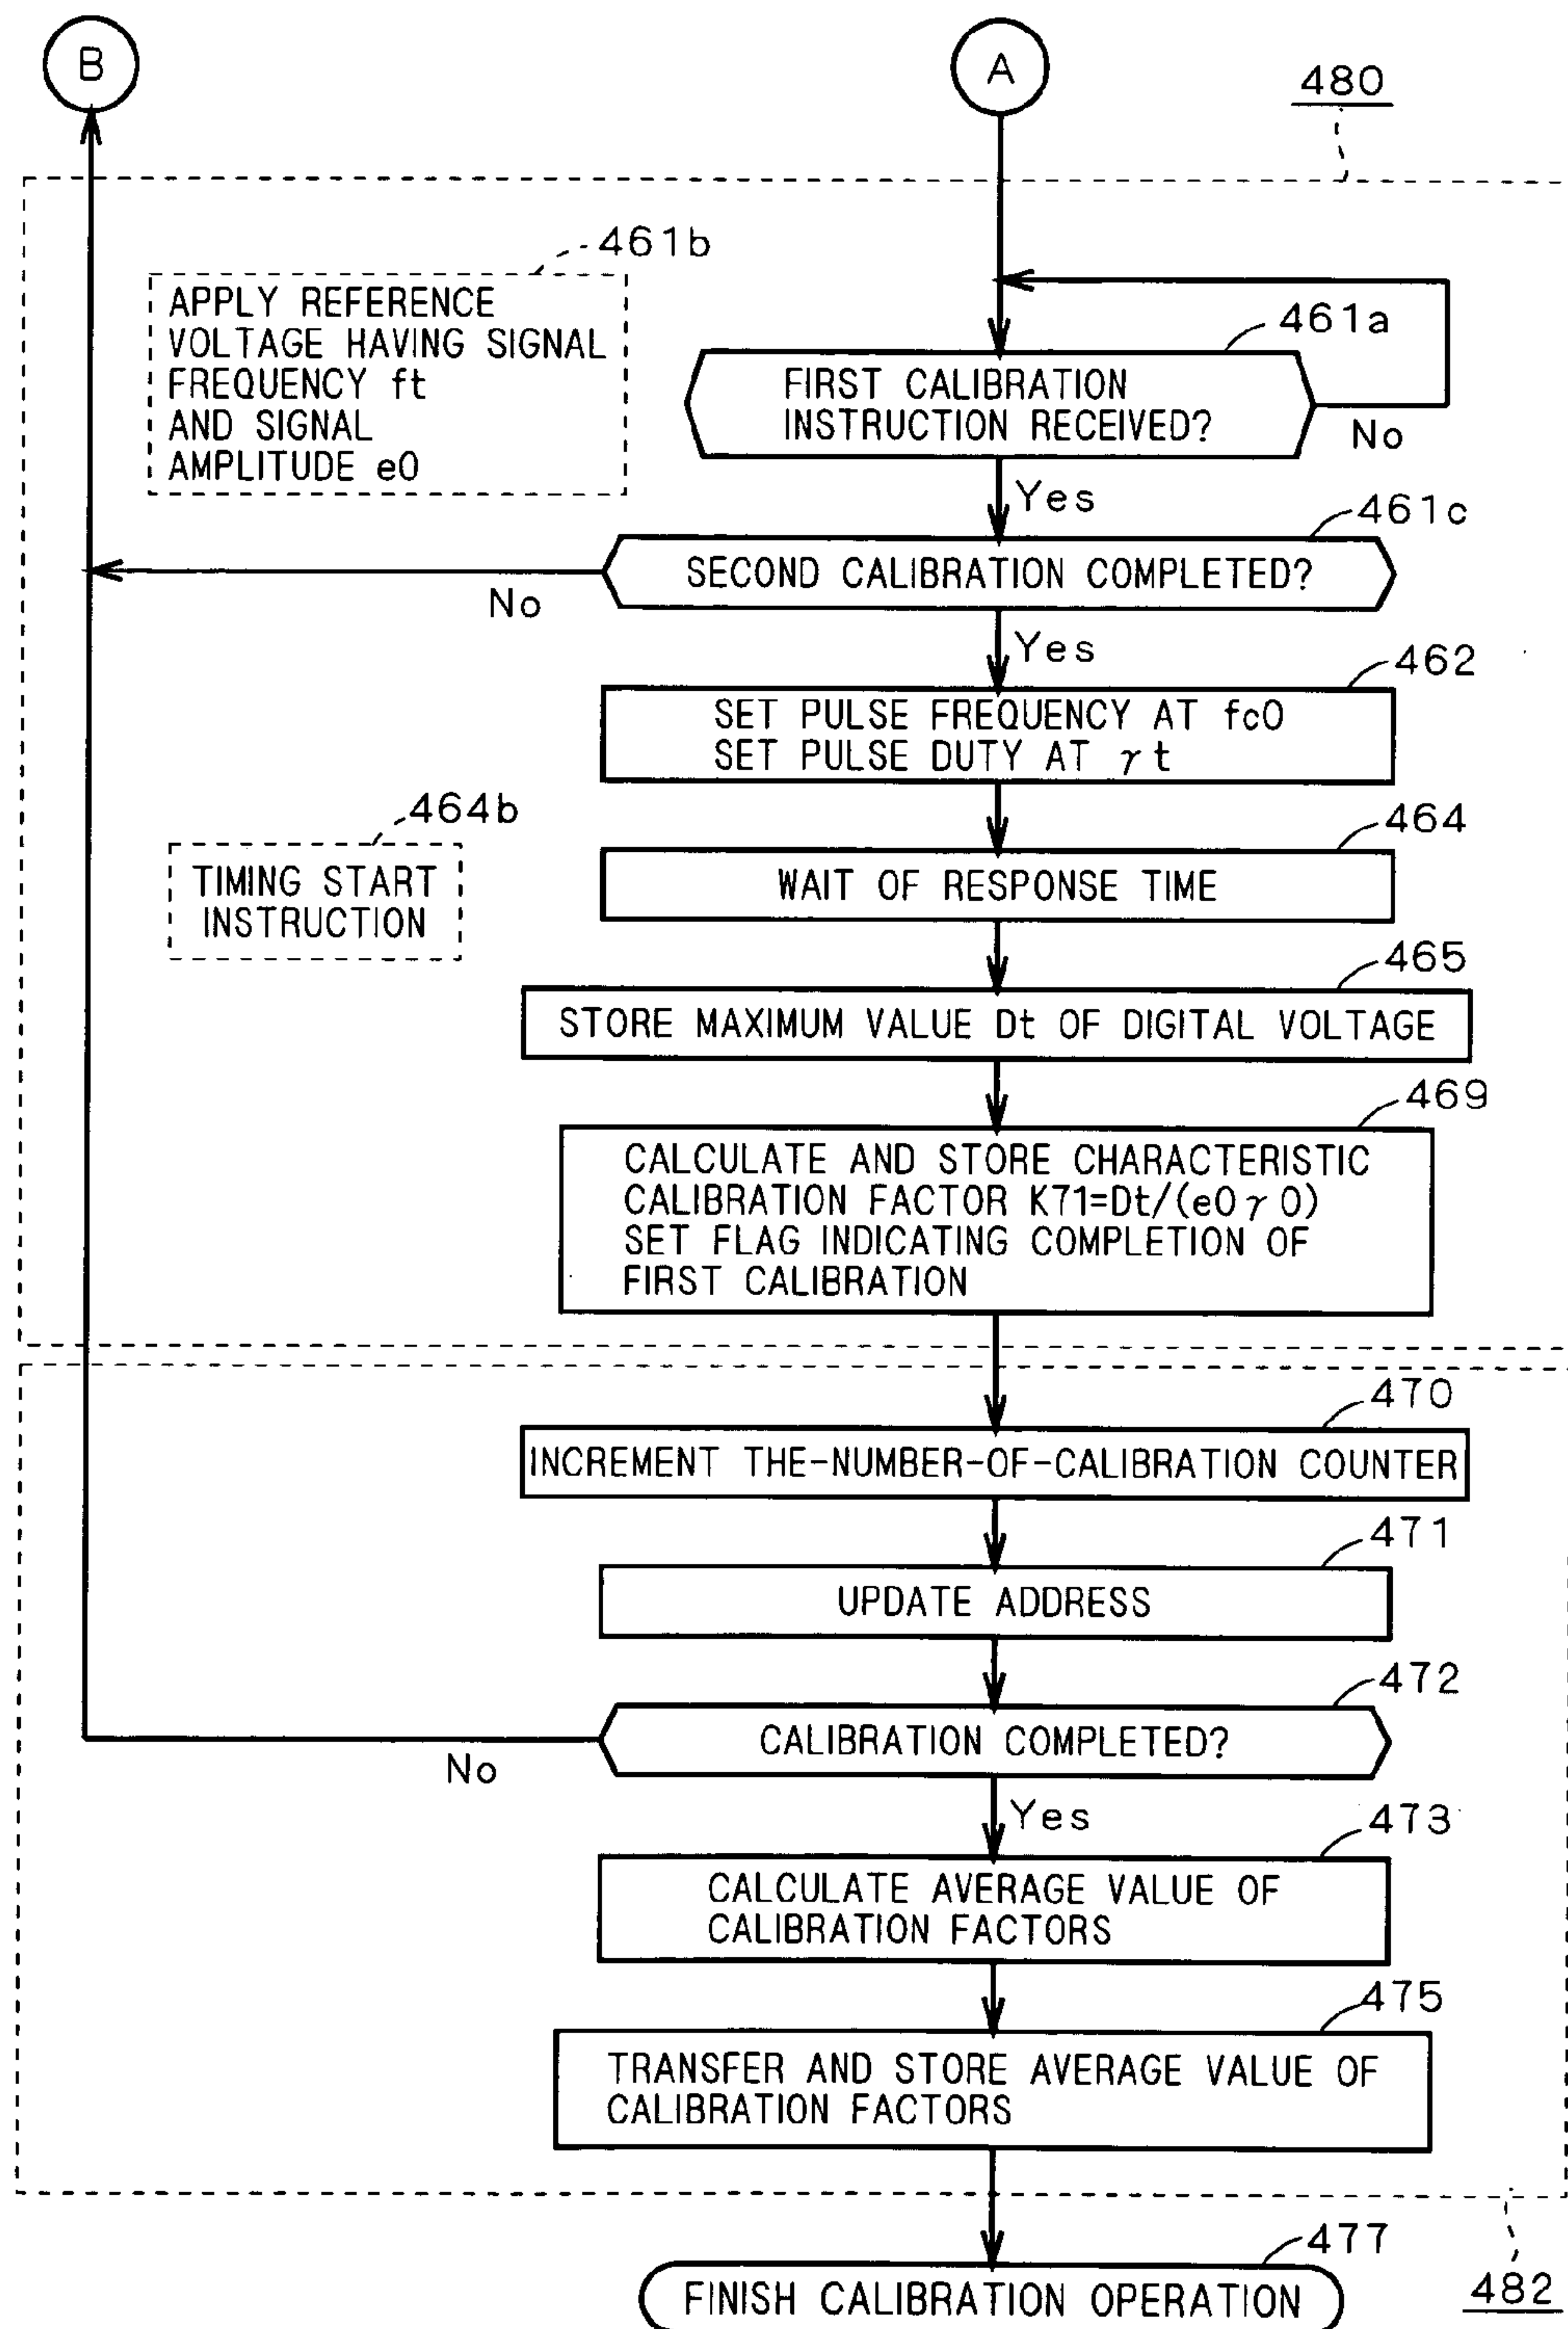 B
A
480
461b
APPLY REFERENCE
VOLTAGE HAVING SIGNAL
FREQUENCY ft
AND SIGNAL
AMPLITUDE e0
461a
FIRST CALIBRATION
INSTRUCTION RECEIVED?
No
Yes
461c
SECOND CALIBRATION COMPLETED?
No
Yes
462
SET PULSE FREQUENCY AT fc0
SET PULSE DUTY AT γt
464b
TIMING START
INSTRUCTION
464
WAIT OF RESPONSE TIME
465
STORE MAXIMUM VALUE Dt OF DIGITAL VOLTAGE
469
CALCULATE AND STORE CHARACTERISTIC
CALIBRATION FACTOR K71=Dt/(e0γ0)
SET FLAG INDICATING COMPLETION OF
FIRST CALIBRATION
470
INCREMENT THE-NUMBER-OF-CALIBRATION COUNTER
471
UPDATE ADDRESS
472
CALIBRATION COMPLETED?
No
Yes
473
CALCULATE AVERAGE VALUE OF
CALIBRATION FACTORS
475
TRANSFER AND STORE AVERAGE VALUE OF
CALIBRATION FACTORS
477
FINISH CALIBRATION OPERATION
482